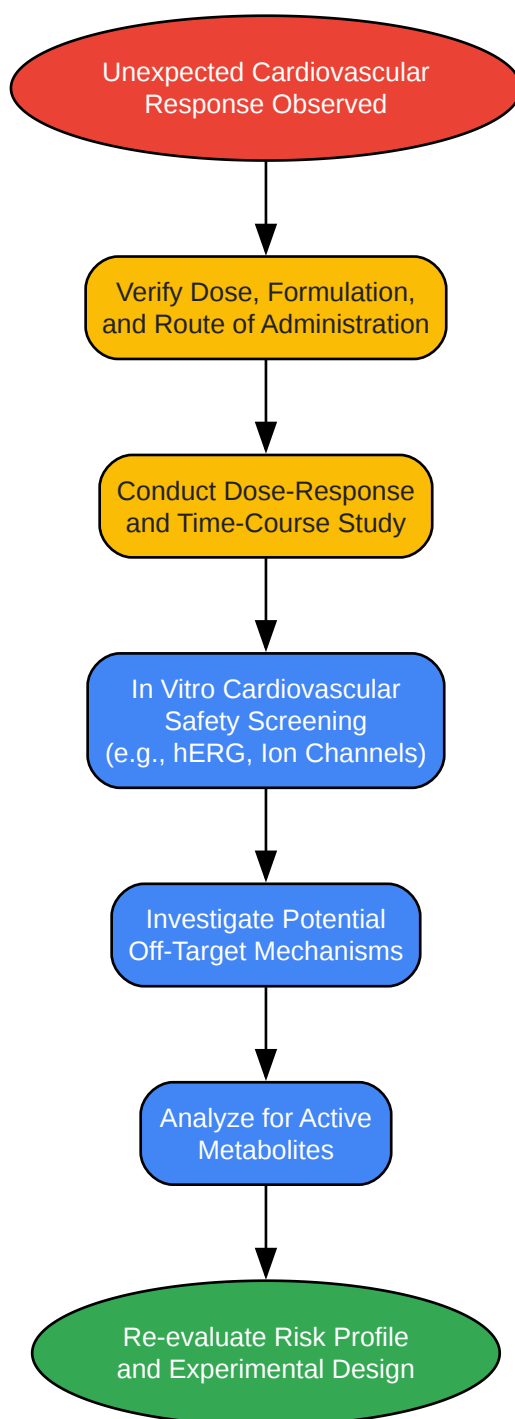 Unexpected Cardiovascular
Response Observed
Verify Dose, Formulation,
and Route of Administration
Conduct Dose-Response
and Time-Course Study
In Vitro Cardiovascular
Safety Screening
(e.g., hERG, Ion Channels)
Investigate Potential
Off-Target Mechanisms
Analyze for Active
Metabolites
Re-evaluate Risk Profile
and Experimental Design